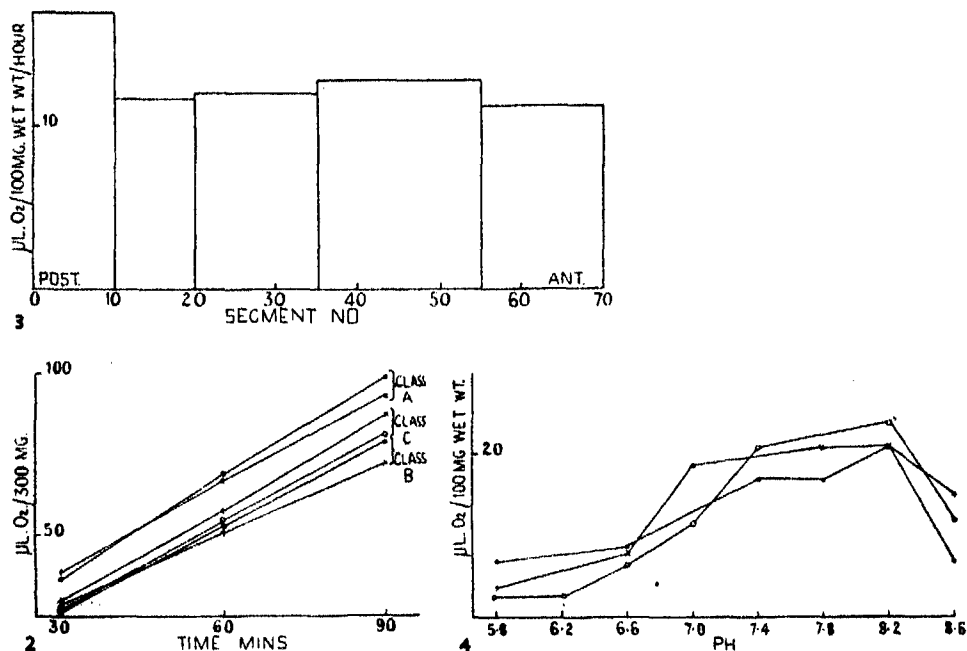 µL.O₂/100MG. WET WT/HOUR
10
POST.
ANT.
0 10 20 30 40 50 60 70
SEGMENT NO
3
µL.O₂/300 MG.
100
50
CLASS A
CLASS C
CLASS B
30 60 90
TIME MINS
2
µL.O₂/100MG WET WT.
20
5.8 6.2 6.6 7.0 7.4 7.8 8.2 8.6
PH
4